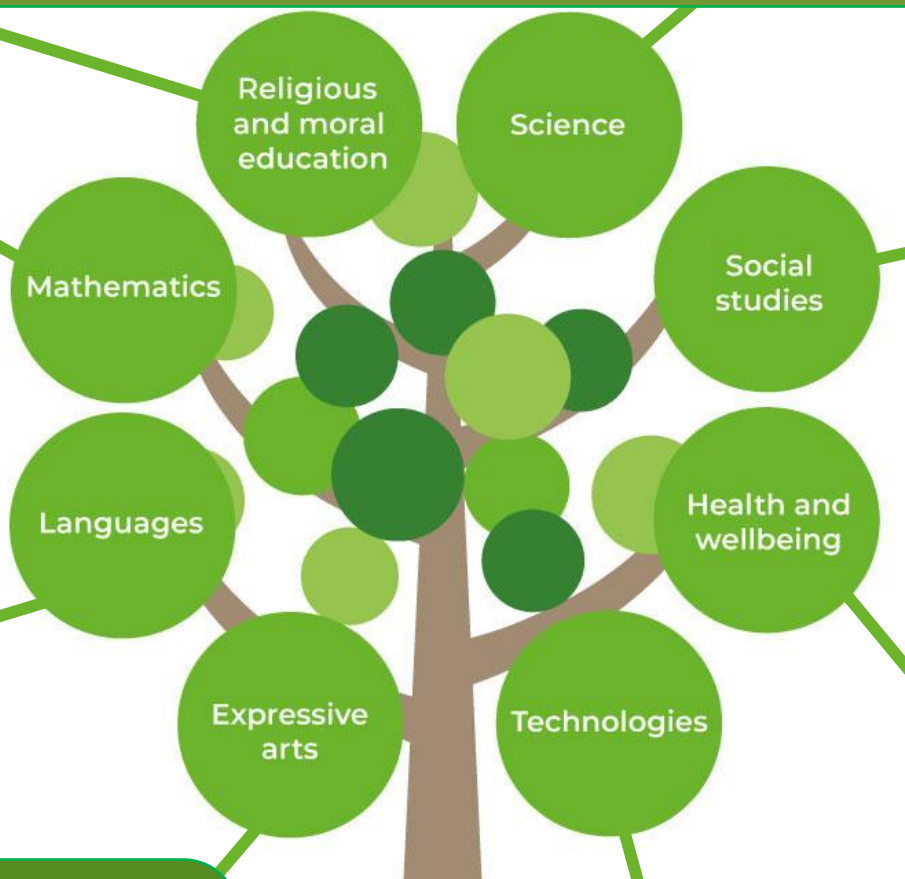 Religious
and moral
education
Science
Mathematics
Social
studies
Languages
Health and
wellbeing
Expressive
arts
Technologies